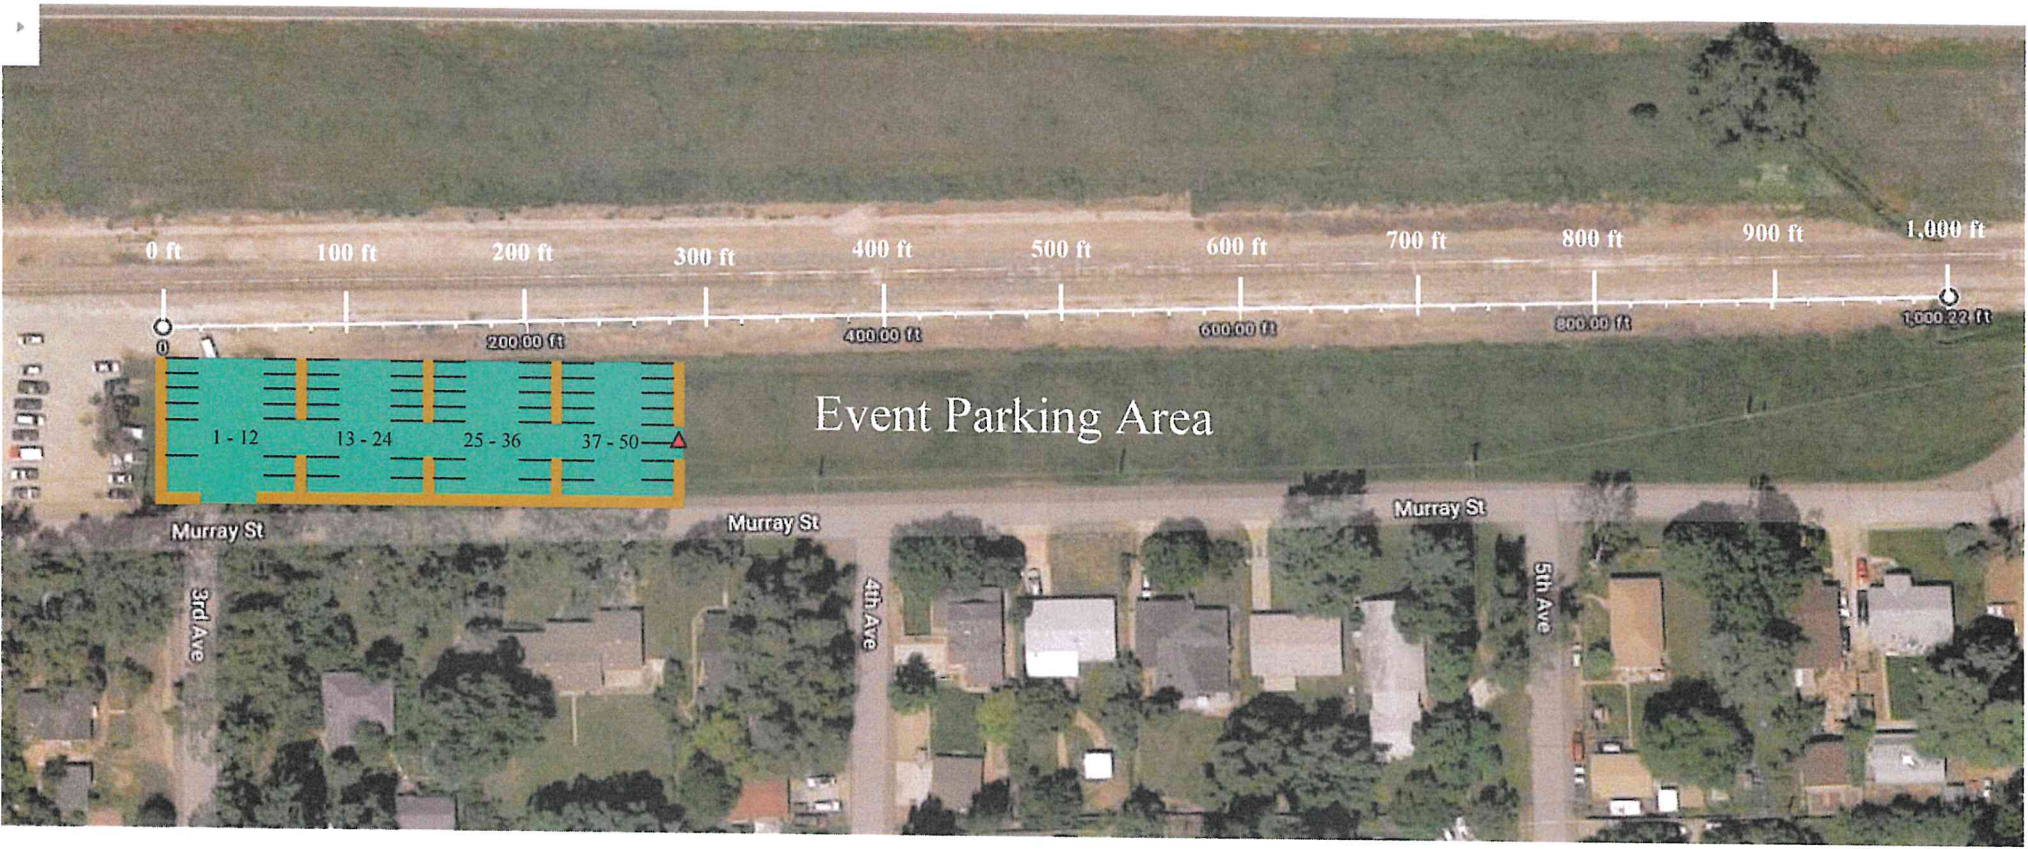 0 ft 100 ft 200 ft 300 ft 400 ft 500 ft 600 ft 700 ft 800 ft 900 ft 1,000 ft
0 200.00 ft 400.00 ft 600.00 ft 800.00 ft 1,000.22 ft
1 - 12 13 - 24 25 - 36 37 - 50
Event Parking Area
Murray St Murray St Murray St
3rd Ave
4th Ave
5th Ave